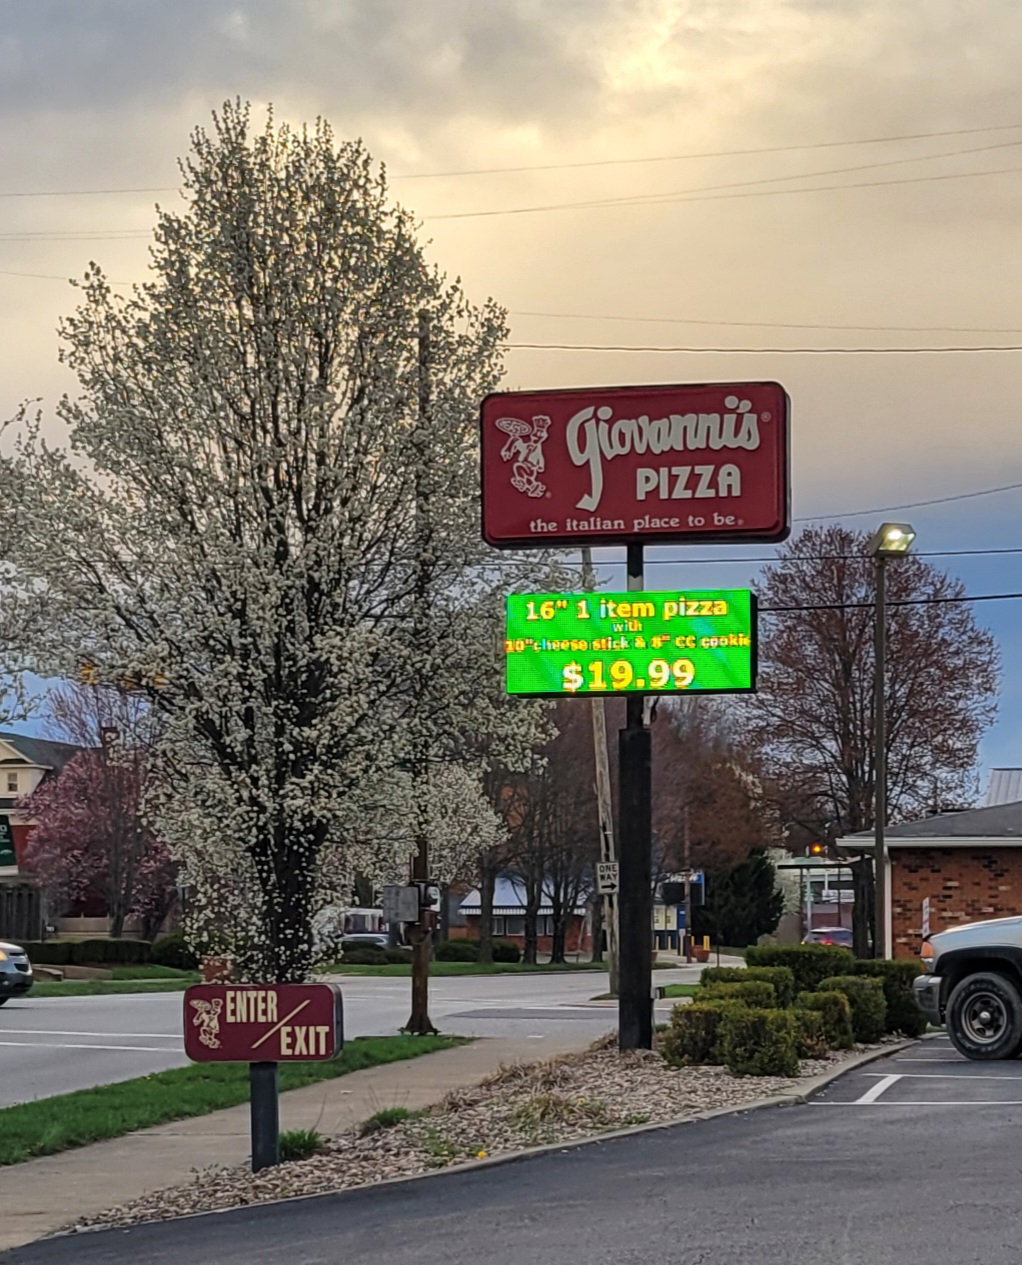 Giovanni's®
PIZZA
the italian place to be®
16" 1 item pizza
with
10"cheese stick & 8" CC cookie
$19.99
ONE
WAY
ENTER/
EXIT